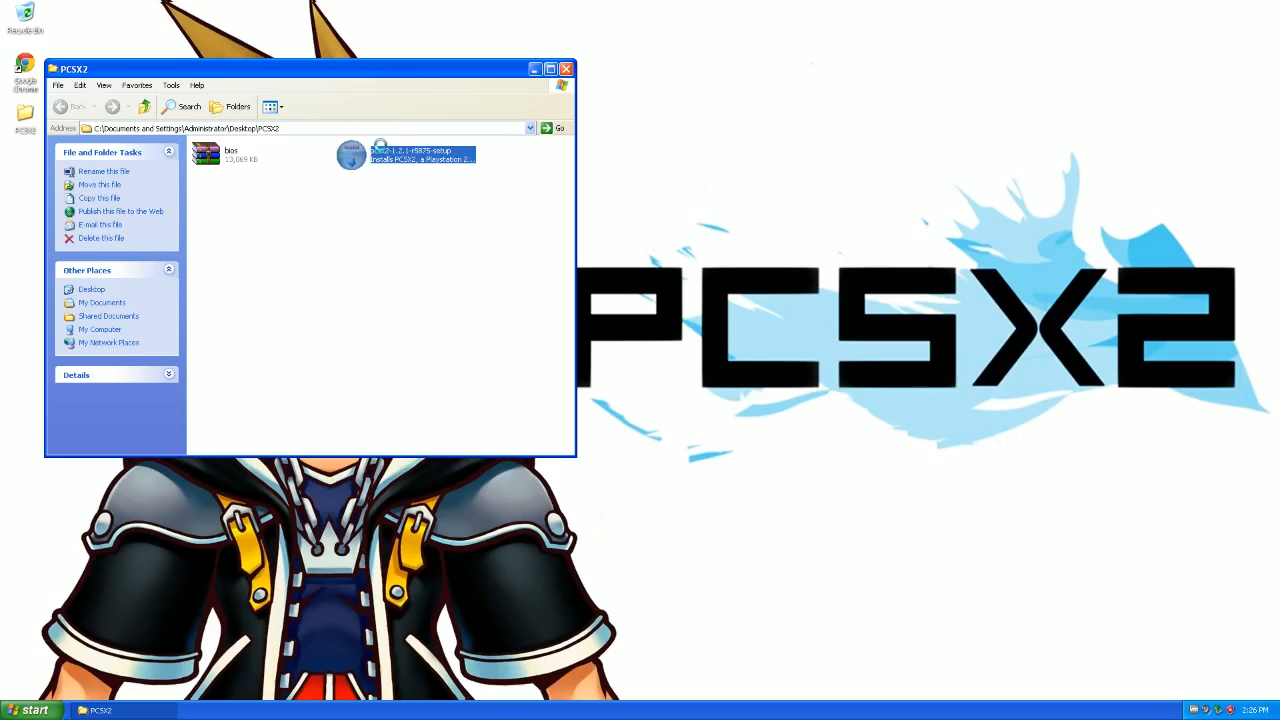 Recycle Bin
Google
Chrome
PCSX2
PCSX2
File Edit View Favorites Tools Help
Back Search Folders
Address C:\Documents and Settings\Administrator\Desktop\PCSX2 Go
File and Folder Tasks
Rename this file
Move this file
Copy this file
Publish this file to the Web
E-mail this file
Delete this file
Other Places
Desktop
My Documents
Shared Documents
My Computer
My Network Places
Details
bios
13,069 KB
-1.2.1-r5875-setup
Installs PCSX2, a Playstation 2...
PCSX2
start PCSX2 2:26 PM